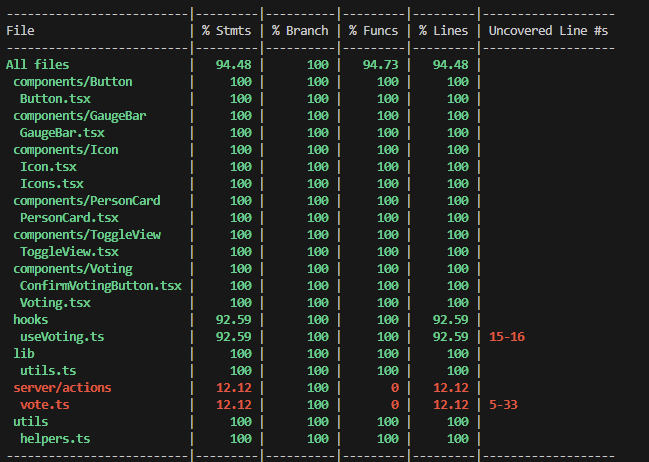 ---------------------------|---------|----------|---------|---------|-------------------
File                       | % Stmts | % Branch | % Funcs | % Lines | Uncovered Line #s
---------------------------|---------|----------|---------|---------|-------------------
All files                  |   94.48 |      100 |   94.73 |   94.48 |
 components/Button         |     100 |      100 |     100 |     100 |
  Button.tsx               |     100 |      100 |     100 |     100 |
 components/GaugeBar       |     100 |      100 |     100 |     100 |
  GaugeBar.tsx             |     100 |      100 |     100 |     100 |
 components/Icon           |     100 |      100 |     100 |     100 |
  Icon.tsx                 |     100 |      100 |     100 |     100 |
  Icons.tsx                |     100 |      100 |     100 |     100 |
 components/PersonCard     |     100 |      100 |     100 |     100 |
  PersonCard.tsx           |     100 |      100 |     100 |     100 |
 components/ToggleView     |     100 |      100 |     100 |     100 |
  ToggleView.tsx           |     100 |      100 |     100 |     100 |
 components/Voting         |     100 |      100 |     100 |     100 |
  ConfirmVotingButton.tsx  |     100 |      100 |     100 |     100 |
  Voting.tsx               |     100 |      100 |     100 |     100 |
 hooks                     |   92.59 |      100 |     100 |   92.59 |
  useVoting.ts             |   92.59 |      100 |     100 |   92.59 | 15-16
 lib                       |     100 |      100 |     100 |     100 |
  utils.ts                 |     100 |      100 |     100 |     100 |
 server/actions            |   12.12 |      100 |       0 |   12.12 |
  vote.ts                  |   12.12 |      100 |       0 |   12.12 | 5-33
 utils                     |     100 |      100 |     100 |     100 |
  helpers.ts               |     100 |      100 |     100 |     100 |
---------------------------|---------|----------|---------|---------|-------------------